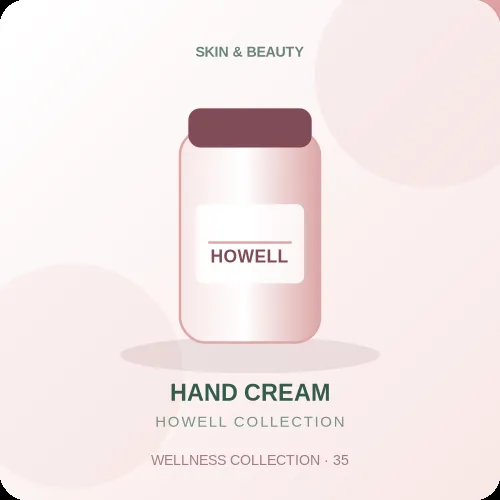 SKIN & BEAUTY
HOWELL
HAND CREAM
HOWELL COLLECTION
WELLNESS COLLECTION · 35